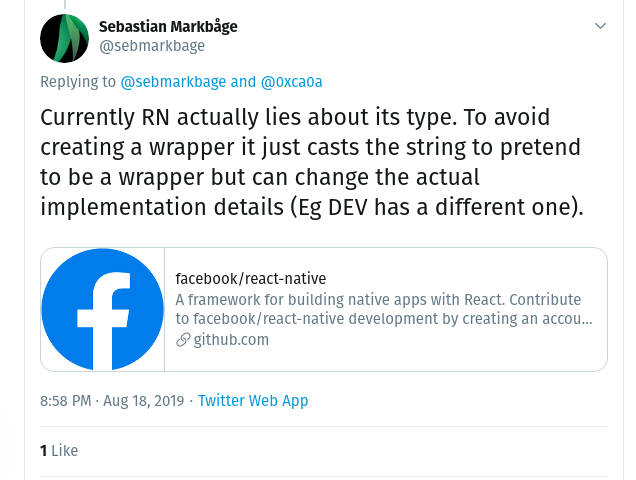 Sebastian Markbåge
@sebmarkbage
Replying to @sebmarkbage and @0xca0a
Currently RN actually lies about its type. To avoid
creating a wrapper it just casts the string to pretend
to be a wrapper but can change the actual
implementation details (Eg DEV has a different one).
facebook/react-native
A framework for building native apps with React. Contribute
to facebook/react-native development by creating an accou...
github.com
8:58 PM · Aug 18, 2019 · Twitter Web App
1 Like